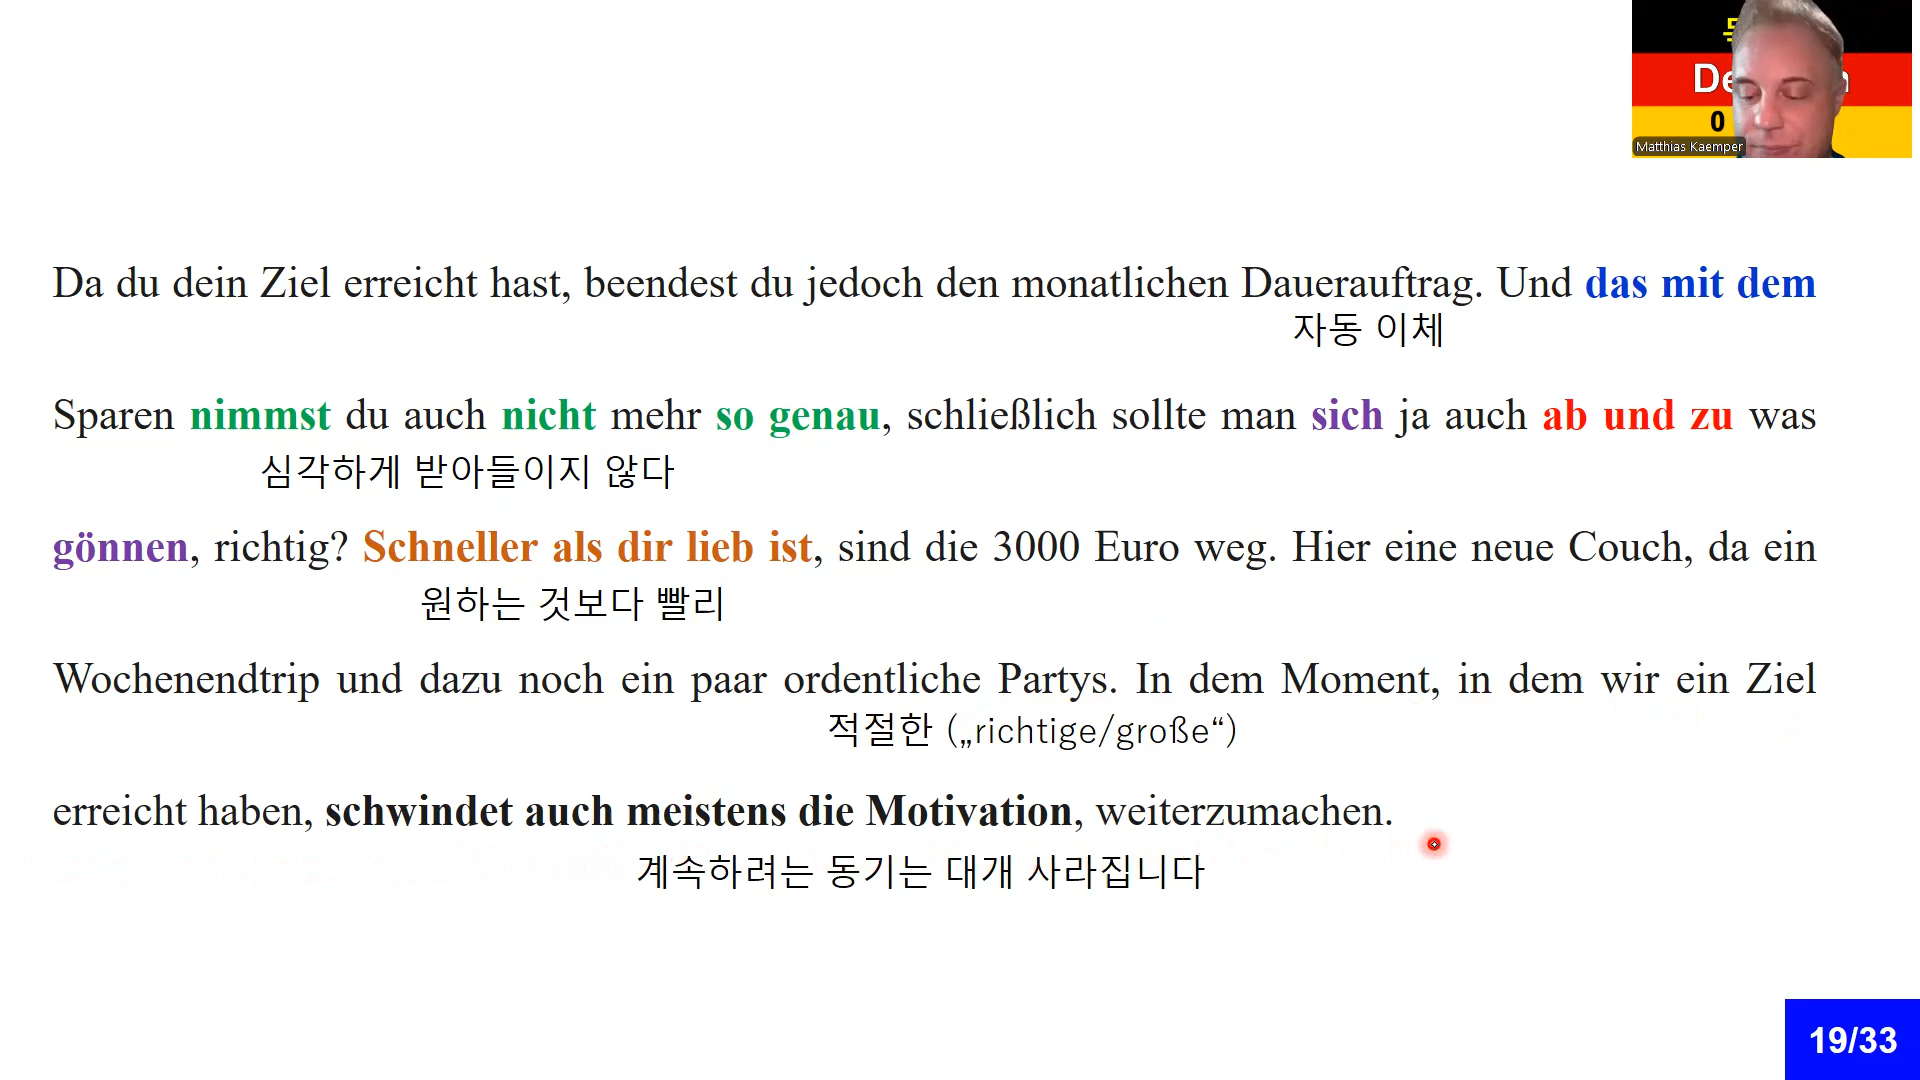 De
0
Matthias Kaemper
Da du dein Ziel erreicht hast, beendest du jedoch den monatlichen Dauerauftrag. Und das mit dem
자동 이체
Sparen nimmst du auch nicht mehr so genau, schließlich sollte man sich ja auch ab und zu was
심각하게 받아들이지 않다
gönnen, richtig? Schneller als dir lieb ist, sind die 3000 Euro weg. Hier eine neue Couch, da ein
원하는 것보다 빨리
Wochenendtrip und dazu noch ein paar ordentliche Partys. In dem Moment, in dem wir ein Ziel
적절한 („richtige/große“)
erreicht haben, schwindet auch meistens die Motivation, weiterzumachen.
계속하려는 동기는 대개 사라집니다
19/33